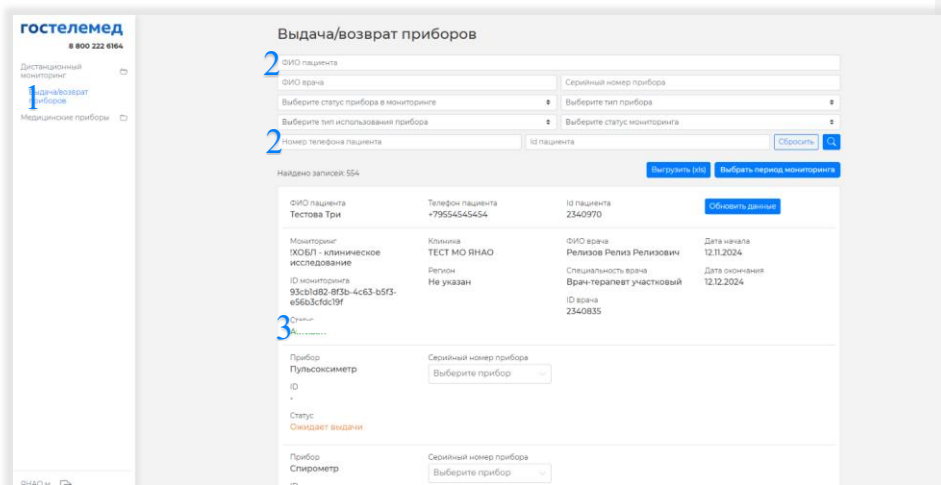 гостелемед
8 800 222 6164
Дистанционный
мониторинг
1
Выдача/возврат
приборов
Медицинские приборы
ЯНАО м
Выдача/возврат приборов
2
ФИО пациента
ФИО врача Серийный номер прибора
Выберите статус прибора в мониторинге Выберите тип прибора
Выберите тип использования прибора Выберите статус мониторинга
2
Номер телефона пациента Id пациента Сбросить
Найдено записей: 554 Выгрузить (xls) Выбрать период мониторинга
ФИО пациента Телефон пациента Id пациента Обновить данные
Тестова Три +79554545454 2340970
Мониторинг Клиника ФИО врача Дата начала
!ХОБЛ - клиническое ТЕСТ МО ЯНАО Релизов Релиз Релизович 12.11.2024
исследование
Регион Специальность врача Дата окончания
ID мониторинга Не указан Врач-терапевт участковый 12.12.2024
93cb1d82-8f3b-4c63-b5f3-
e56b3cfdc19f
ID врача
2340835
Статус
3
Прибор Серийный номер прибора
Пульсоксиметр Выберите прибор
ID
-
Статус
Ожидает выдачи
Прибор Серийный номер прибора
Спирометр Выберите прибор
ID